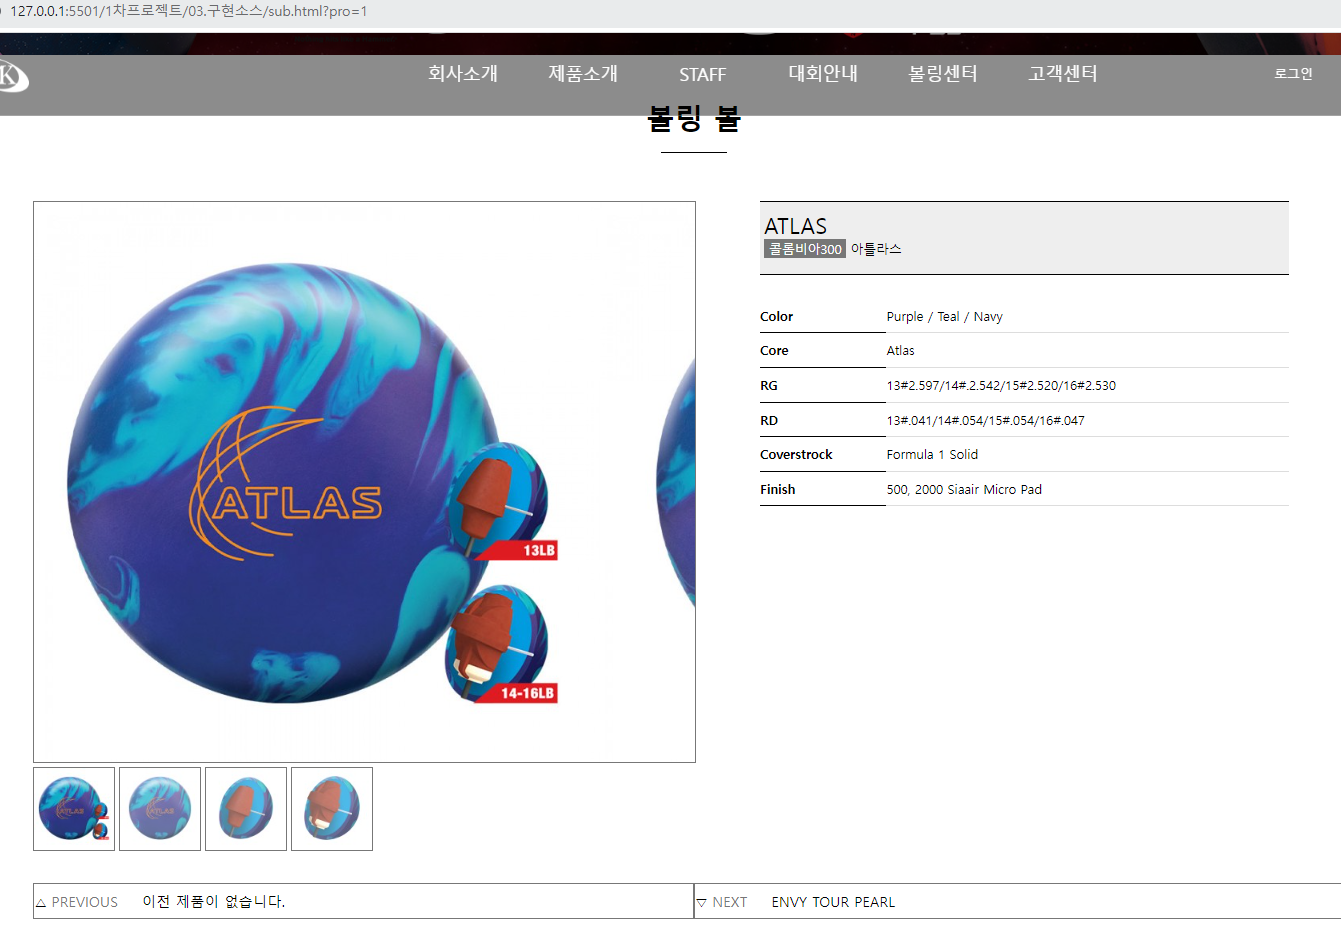 127.0.0.1:5501/1차프로젝트/03.구현소스/sub.html?pro=1
K 회사소개 제품소개 STAFF 대회안내 볼링센터 고객센터 로그인
볼링 볼
ATLAS
콜롬비아300 아틀라스
Color Purple / Teal / Navy
Core Atlas
RG 13#2.597/14#.2.542/15#2.520/16#2.530
RD 13#.041/14#.054/15#.054/16#.047
Coverstrock Formula 1 Solid
Finish 500, 2000 Siaair Micro Pad
ATLAS
13LB
14-16LB
ATLAS
ATLAS
△ PREVIOUS 이전 제품이 없습니다.
▽ NEXT ENVY TOUR PEARL